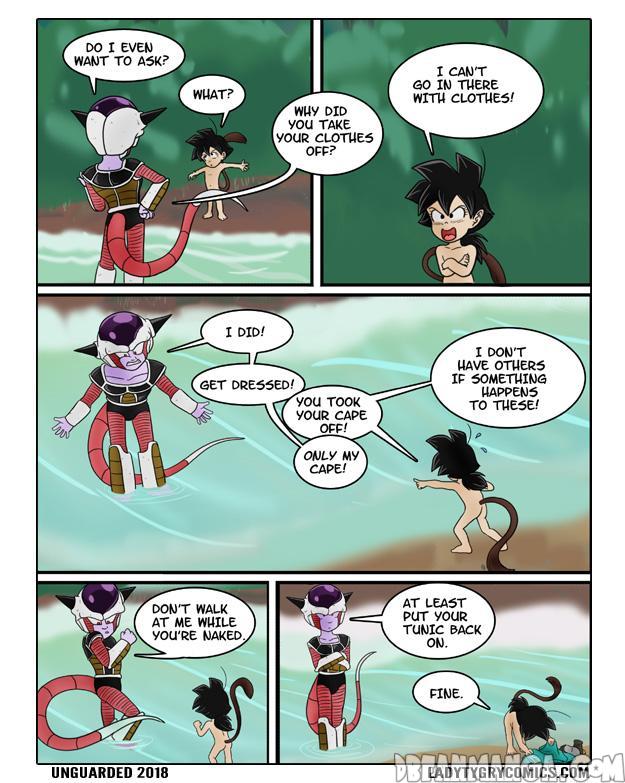 DO I EVEN
WANT TO ASK?
WHAT?
WHY DID
YOU TAKE
YOUR CLOTHES
OFF?
I CAN'T
GO IN THERE
WITH CLOTHES!
I DID!
GET DRESSED!
YOU TOOK
YOUR CAPE
OFF!
ONLY MY
CAPE!
I DON'T
HAVE OTHERS
IF SOMETHING
HAPPENS
TO THESE!
DON'T WALK
AT ME WHILE
YOU'RE NAKED.
AT LEAST
PUT YOUR
TUNIC BACK
ON.
FINE.
UNGUARDED 2018
LADYTYGRYCOMICS.COM
DBFANMANGA.COM